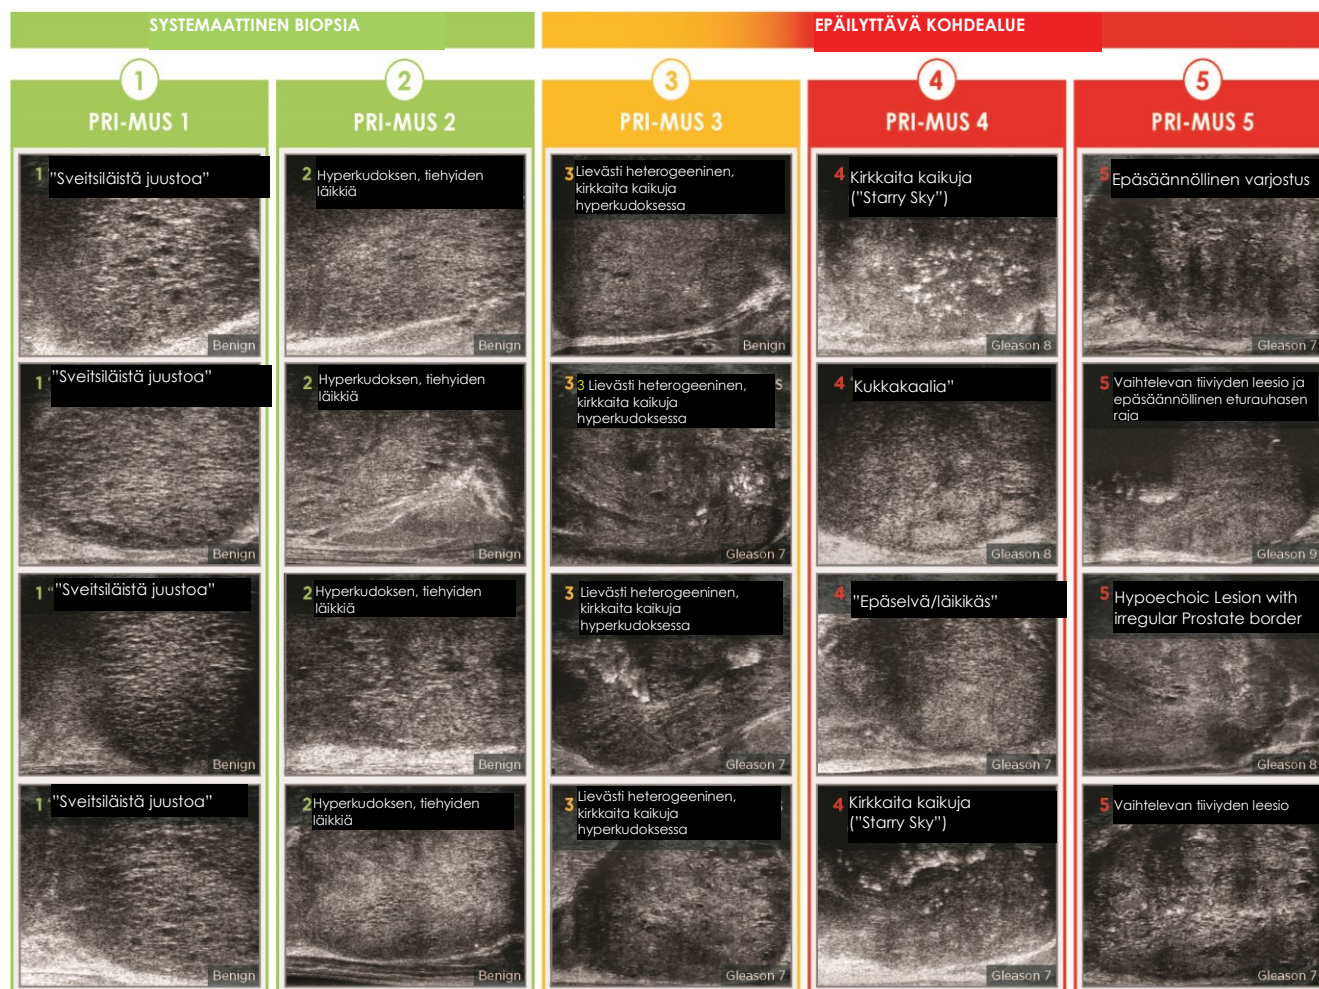 SYSTEMAATTINEN BIOPSIA
EPÄILYTTÄVÄ KOHDEALUE
1
2
3
4
5
PRI-MUS 1
PRI-MUS 2
PRI-MUS 3
PRI-MUS 4
PRI-MUS 5
1 ”Sveitsiläistä juustoa”
Benign
2 Hyperkudoksen, tiehyiden
läikkiä
Benign
3 Lievästi heterogeeninen,
kirkkaita kaikuja
hyperkudoksessa
Benign
4 Kirkkaita kaikuja
(”Starry Sky”)
Gleason 8
5 Epäsäännöllinen varjostus
Gleason 7
1 ”Sveitsiläistä juustoa”
Benign
2 Hyperkudoksen, tiehyiden
läikkiä
Benign
3 3 Lievästi heterogeeninen, s
kirkkaita kaikuja
hyperkudoksessa
Gleason 7
4 ‘Kukkakaalia”
Gleason 8
5 Vaihtelevan tiiviyden leesio ja
epäsäännöllinen eturauhasen
raja
Gleason 9
1 “ ”Sveitsiläistä juustoa”
Benign
2 Hyperkudoksen, tiehyiden
läikkiä
Benign
3 Lievästi heterogeeninen,
kirkkaita kaikuja
hyperkudoksessa
Gleason 7
4 ”Epäselvä/läikikäs”
Gleason 7
5 Hypoechoic Lesion with
irregular Prostate border
Gleason 8
1 ‘ ”Sveitsiläistä juustoa”
Benign
2 Hyperkudoksen, tiehyiden
läikkiä
Benign
3 Lievästi heterogeeninen,
kirkkaita kaikuja
hyperkudoksessa
Gleason 7
4 Kirkkaita kaikuja
(”Starry Sky”)
Gleason 7
5 Vaihtelevan tiiviyden leesio
Gleason 7